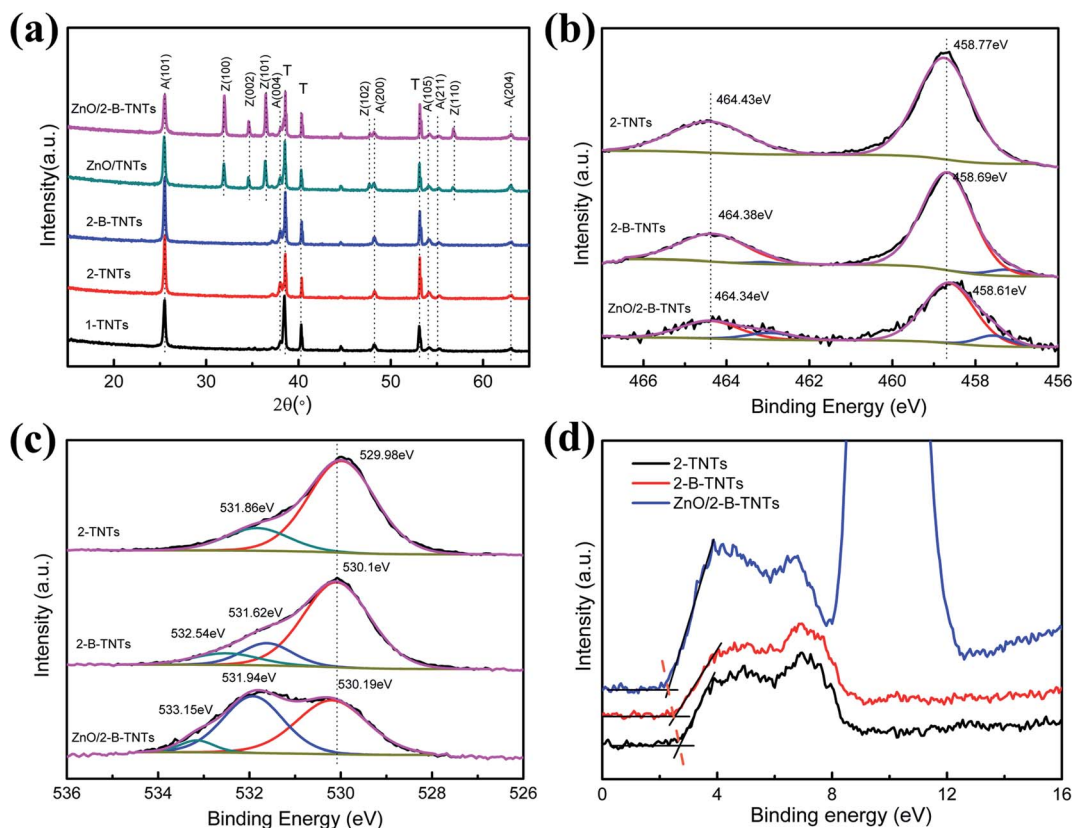 (a)
A(101)
Z(100)
Z(002)
Z(101)
A(004)
T
T
Z(102)
A(200)
T
A(105)
A(211)
Z(110)
A(204)
ZnO/2-B-TNTs
ZnO/TNTs
2-B-TNTs
2-TNTs
1-TNTs
Intensity(a.u.)
20 30 40 50 60
2θ(°)
(b)
458.77eV
464.43eV
2-TNTs
458.69eV
464.38eV
2-B-TNTs
458.61eV
464.34eV
ZnO/2-B-TNTs
Intensity (a.u.)
466 464 462 460 458 456
Binding Energy (eV)
(c)
529.98eV
531.86eV
2-TNTs
530.1eV
531.62eV
532.54eV
2-B-TNTs
531.94eV
530.19eV
533.15eV
ZnO/2-B-TNTs
Intensity (a.u.)
536 534 532 530 528 526
Binding Energy (eV)
(d)
2-TNTs
2-B-TNTs
ZnO/2-B-TNTs
Intensity (a.u.)
0 4 8 12 16
Binding energy (eV)